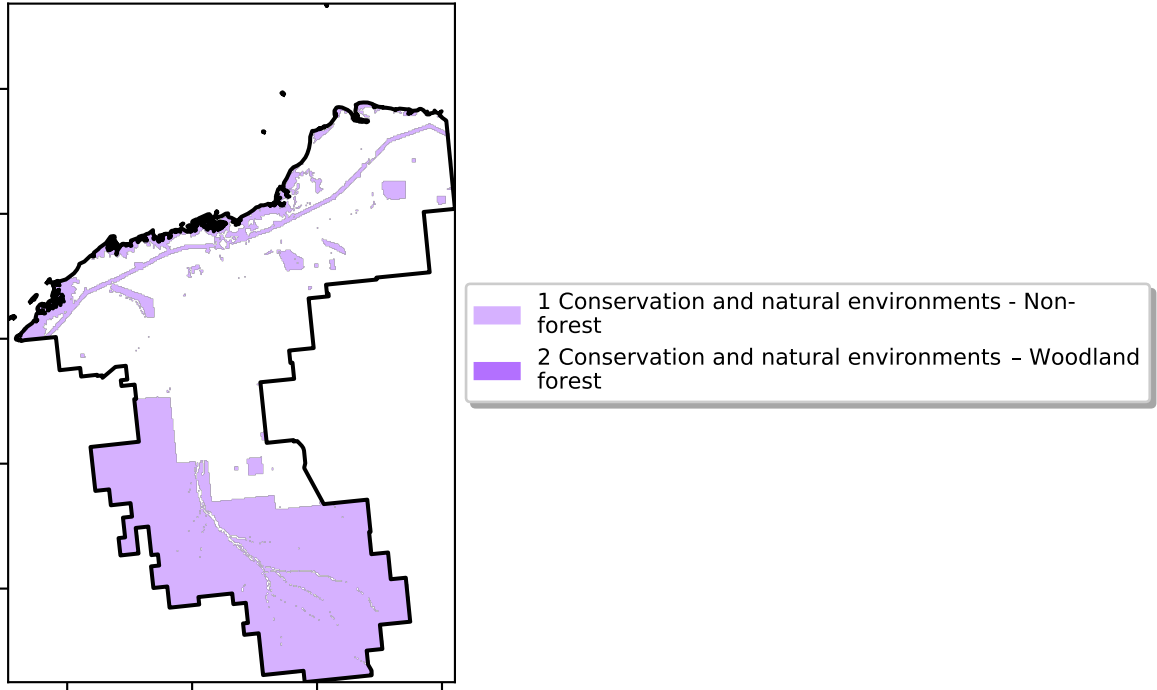 1 Conservation and natural environments - Non-
forest
2 Conservation and natural environments – Woodland
forest